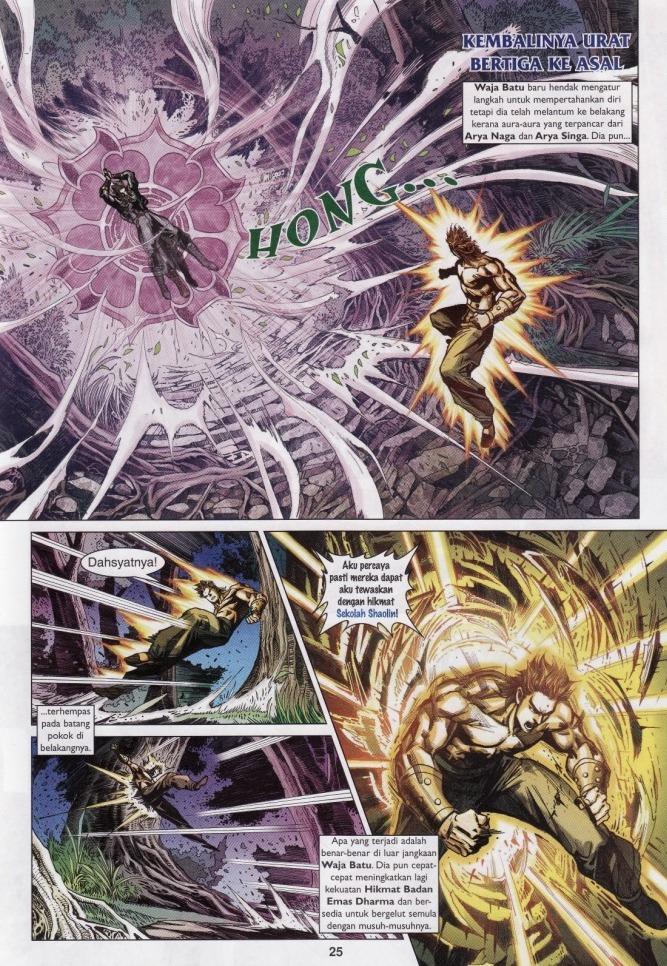 KEMBALINYA URAT
BERTIGA KE ASAL
Waja Batu baru hendak mengatur
langkah untuk mempertahankan diri
tetapi dia telah melantum ke belakang
kerana aura-aura yang terpancar dari
Arya Naga dan Arya Singa. Dia pun...
HONG...
Dahsyatnya!
...terhempas
pada batang
pokok di
belakangnya.
Aku percaya
pasti mereka dapat
aku tewaskan
dengan hikmat
Sekolah Shaolin!
Apa yang terjadi adalah
benar-benar di luar jangkaan
Waja Batu. Dia pun cepat-
cepat meningkatkan lagi
kekuatan Hikmat Badan
Emas Dharma dan ber-
sedia untuk bergelut semula
dengan musuh-musuhnya.
25